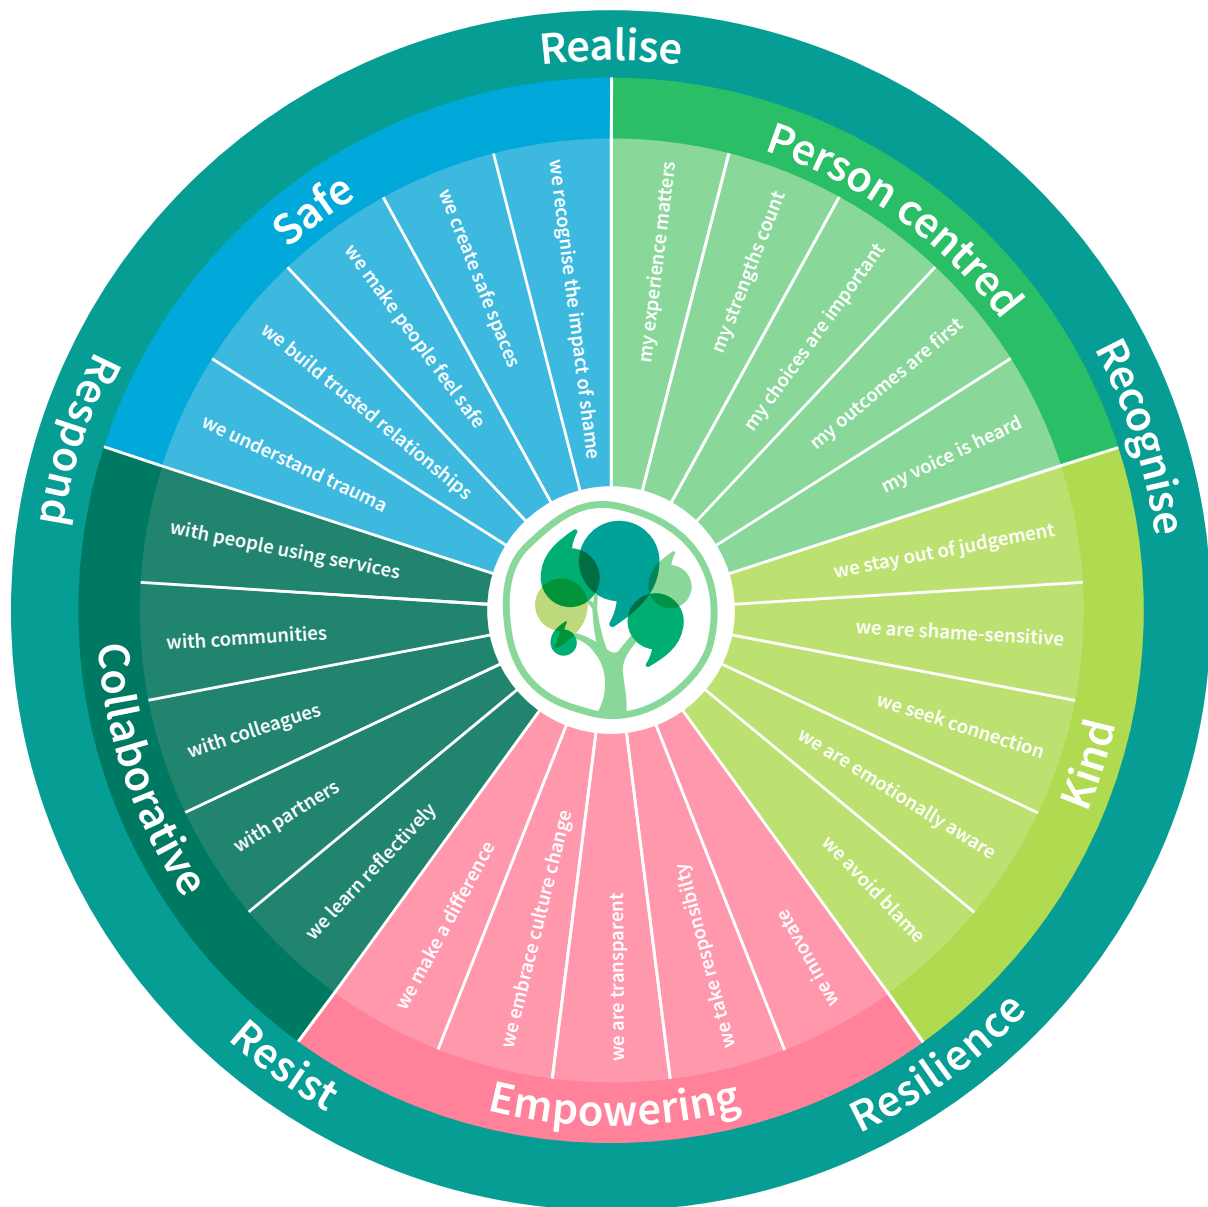 Realise
Recognise
Resilience
Resist
Respond
Person centred
my experience matters
my strengths count
my choices are important
my outcomes are first
my voice is heard
Kind
we stay out of judgement
we are shame-sensitive
we seek connection
we are emotionally aware
we avoid blame
Empowering
we innovate
we take responsibilty
we are transparent
we embrace culture change
we make a difference
Collaborative
we learn reflectively
with partners
with colleagues
with communities
with people using services
Safe
we understand trauma
we build trusted relationships
we make people feel safe
we create safe spaces
we recognise the impact of shame